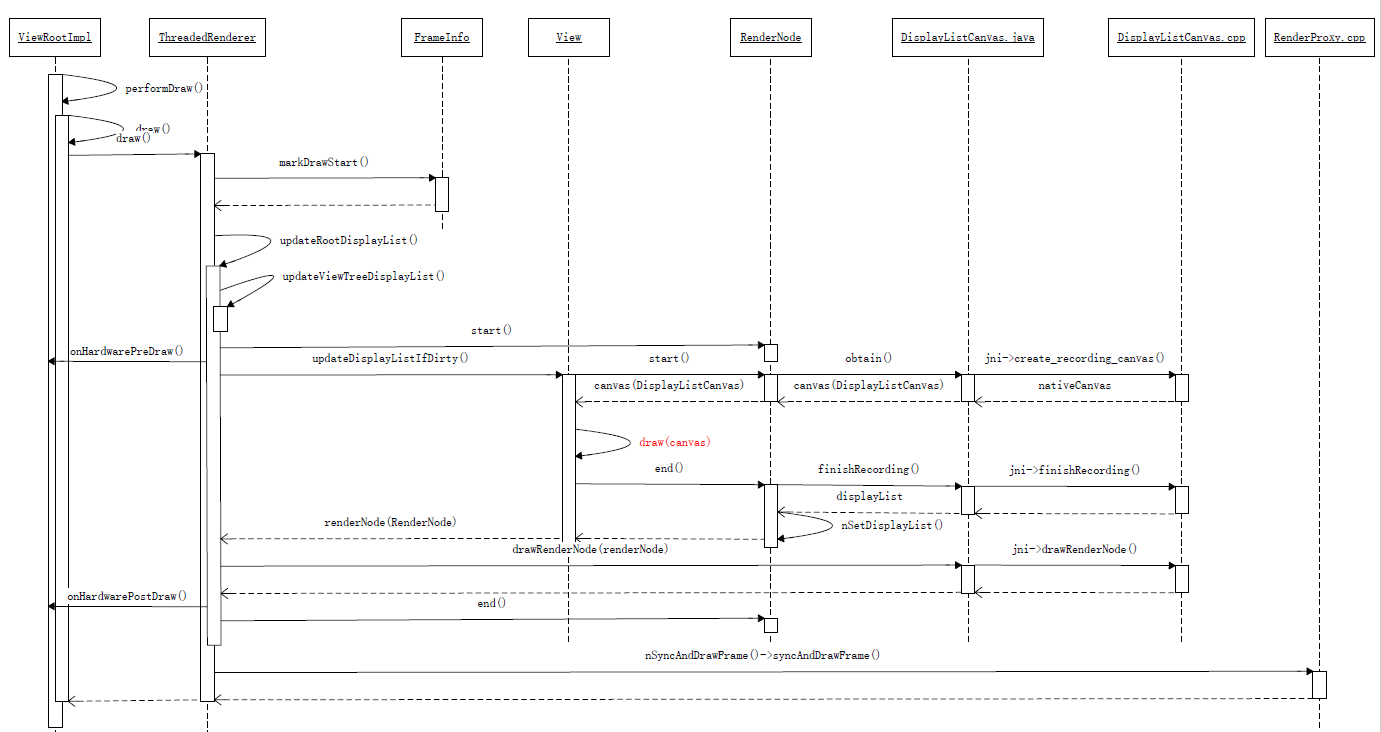 ViewRootImpl
ThreadedRenderer
FrameInfo
View
RenderNode
DisplayListCanvas.java
DisplayListCanvas.cpp
RenderProxy.cpp
performDraw()
draw()
draw()
markDrawStart()
updateRootDisplayList()
updateViewTreeDisplayList()
start()
onHardwarePreDraw()
updateDisplayListIfDirty()
start()
obtain()
jni->create_recording_canvas()
canvas(DisplayListCanvas)
canvas(DisplayListCanvas)
nativeCanvas
draw(canvas)
end()
finishRecording()
jni->finishRecording()
displayList
renderNode(RenderNode)
nSetDisplayList()
drawRenderNode(renderNode)
jni->drawRenderNode()
onHardwarePostDraw()
end()
nSyncAndDrawFrame()->syncAndDrawFrame()